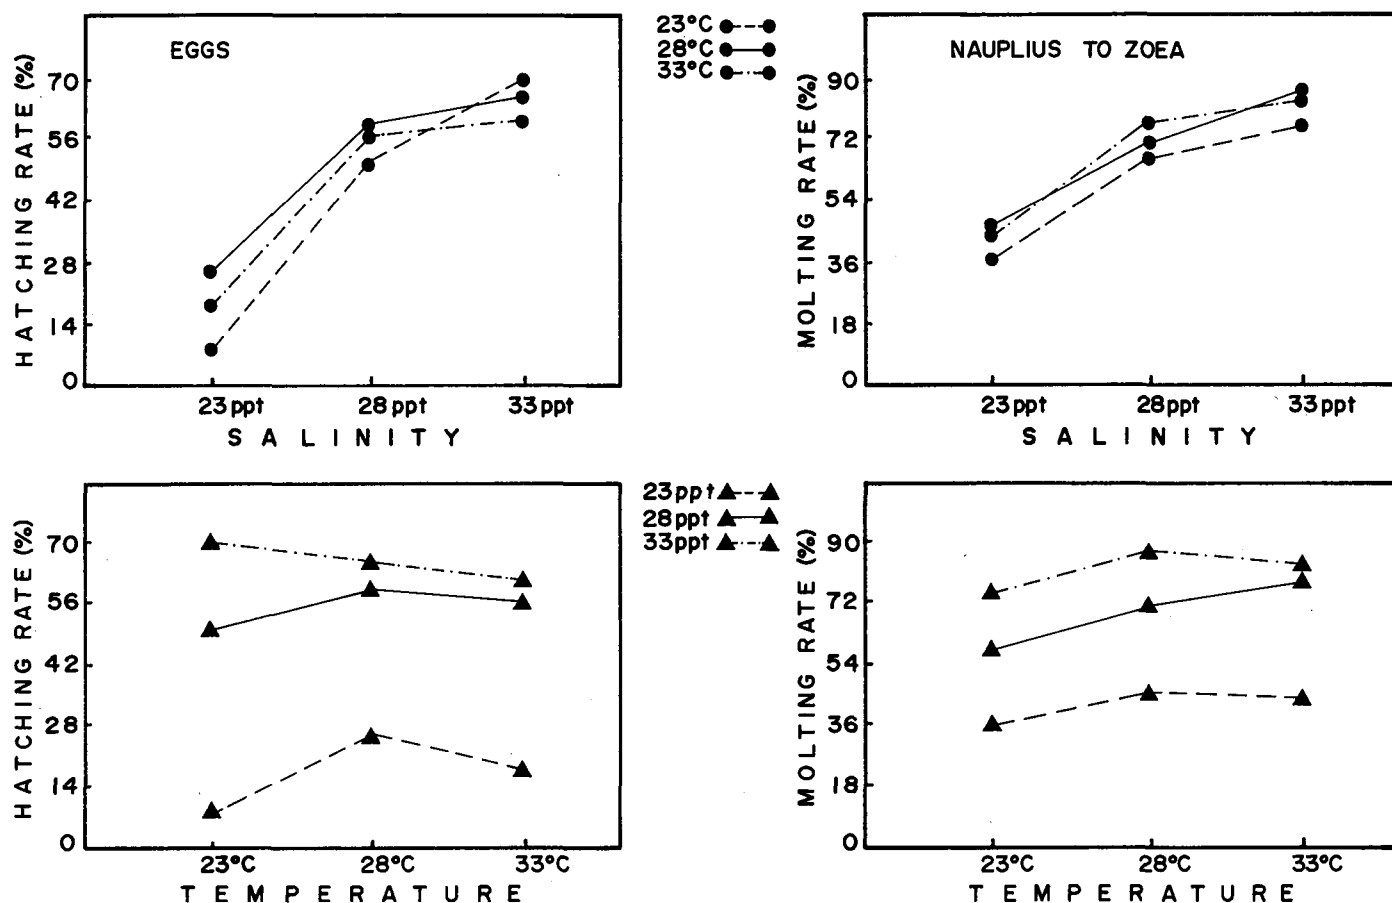 EGGS
HATCHING RATE (%)
70
56
42
28
14
0
23ppt 28ppt 33ppt
SALINITY
23°C
28°C
33°C
NAUPLIUS TO ZOEA
MOLTING RATE (%)
90
72
54
36
18
0
23ppt 28ppt 33ppt
SALINITY
HATCHING RATE (%)
70
56
42
28
14
0
23°C 28°C 33°C
TEMPERATURE
23ppt
28ppt
33ppt
MOLTING RATE (%)
90
72
54
36
18
0
23°C 28°C 33°C
TEMPERATURE